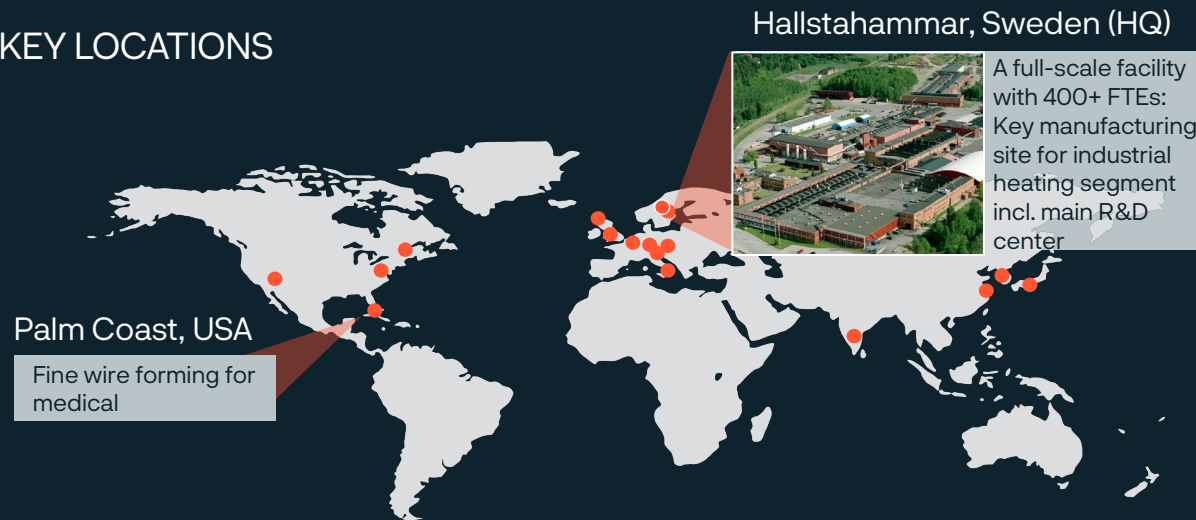 KEY LOCATIONS
Hallstahammar, Sweden (HQ)
A full-scale facility
with 400+ FTEs:
Key manufacturing
site for industrial
heating segment
incl. main R&D
center
Palm Coast, USA
Fine wire forming for
medical